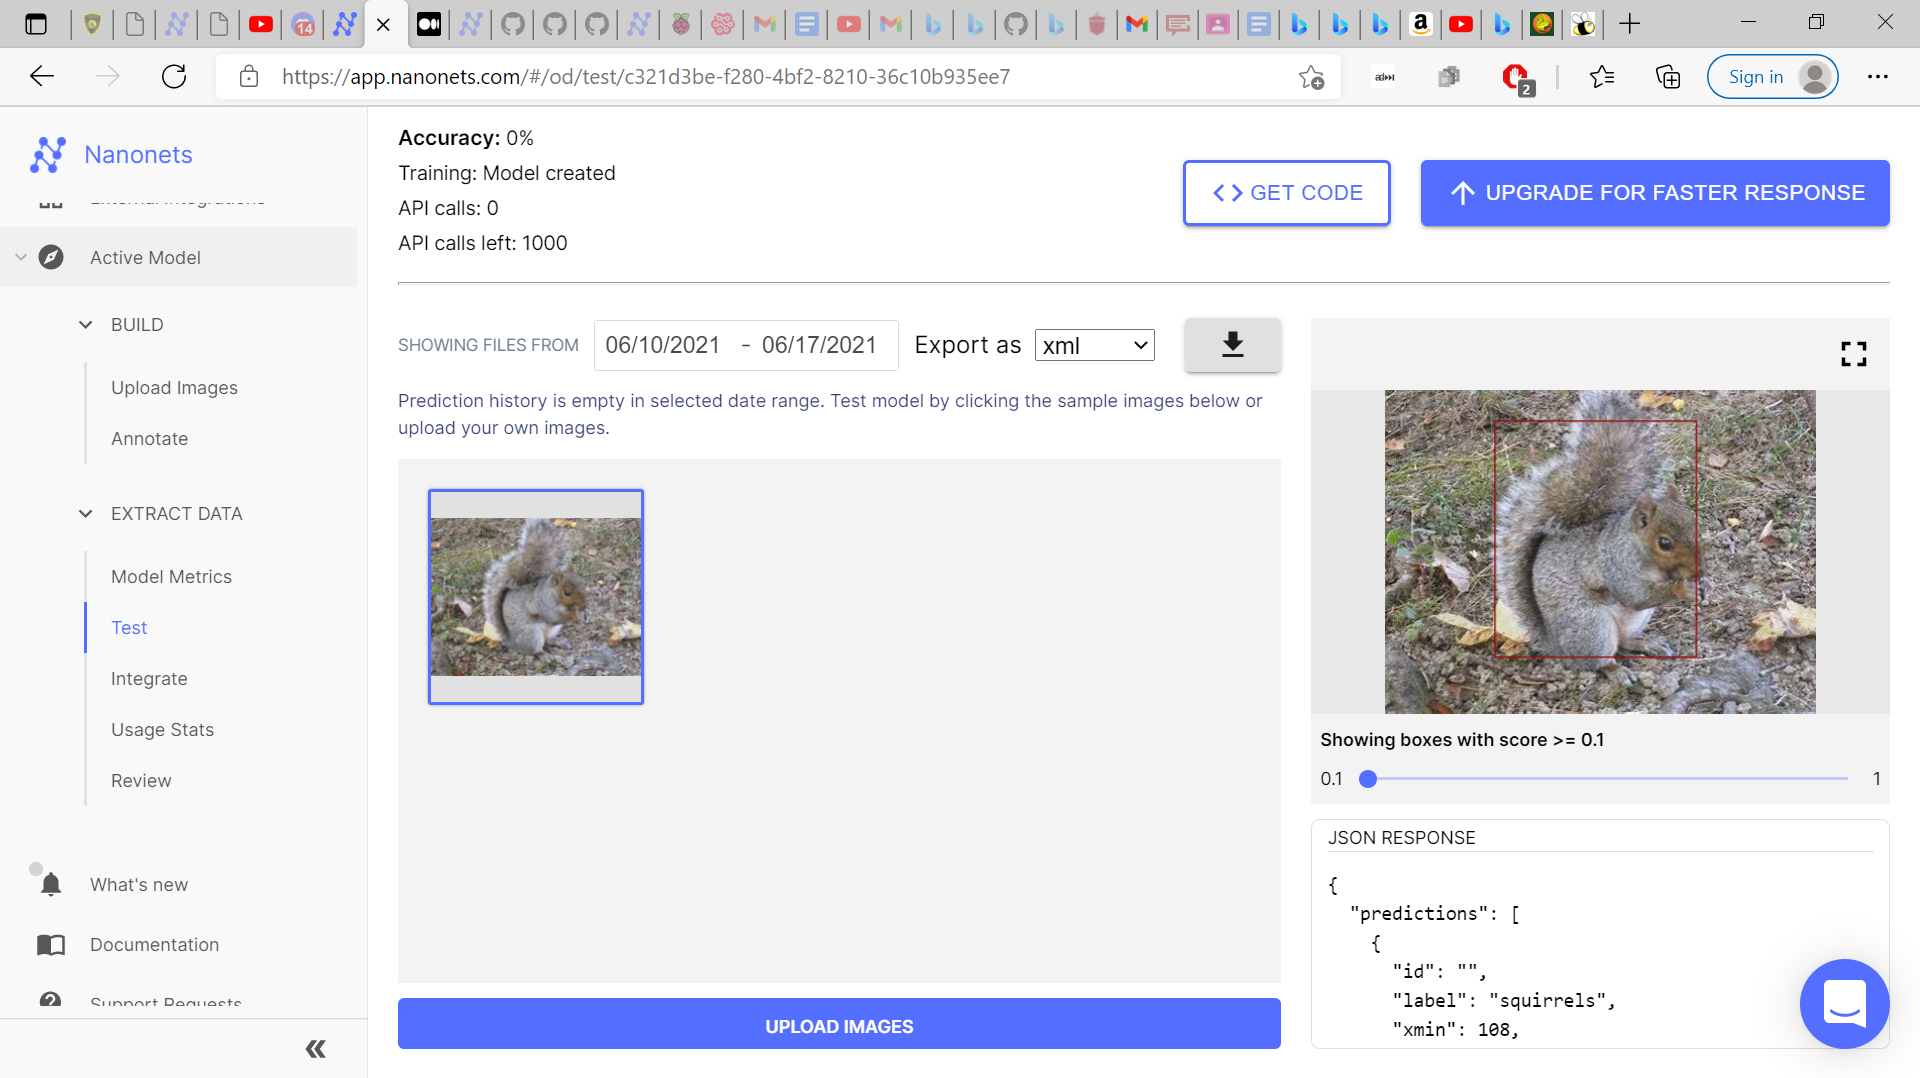 14
https://app.nanonets.com/#/od/test/c321d3be-f280-4bf2-8210-36c10b935ee7
2
Sign in
Nanonets
External Integrations
Active Model
BUILD
Upload Images
Annotate
EXTRACT DATA
Model Metrics
Test
Integrate
Usage Stats
Review
What's new
Documentation
Support Requests
Accuracy: 0%
Training: Model created
API calls: 0
API calls left: 1000
GET CODE
UPGRADE FOR FASTER RESPONSE
SHOWING FILES FROM 06/10/2021 - 06/17/2021 Export as xml
Prediction history is empty in selected date range. Test model by clicking the sample images below or
upload your own images.
UPLOAD IMAGES
Showing boxes with score >= 0.1
0.1 1
JSON RESPONSE
{
"predictions": [
{
"id": "",
"label": "squirrels",
"xmin": 108,